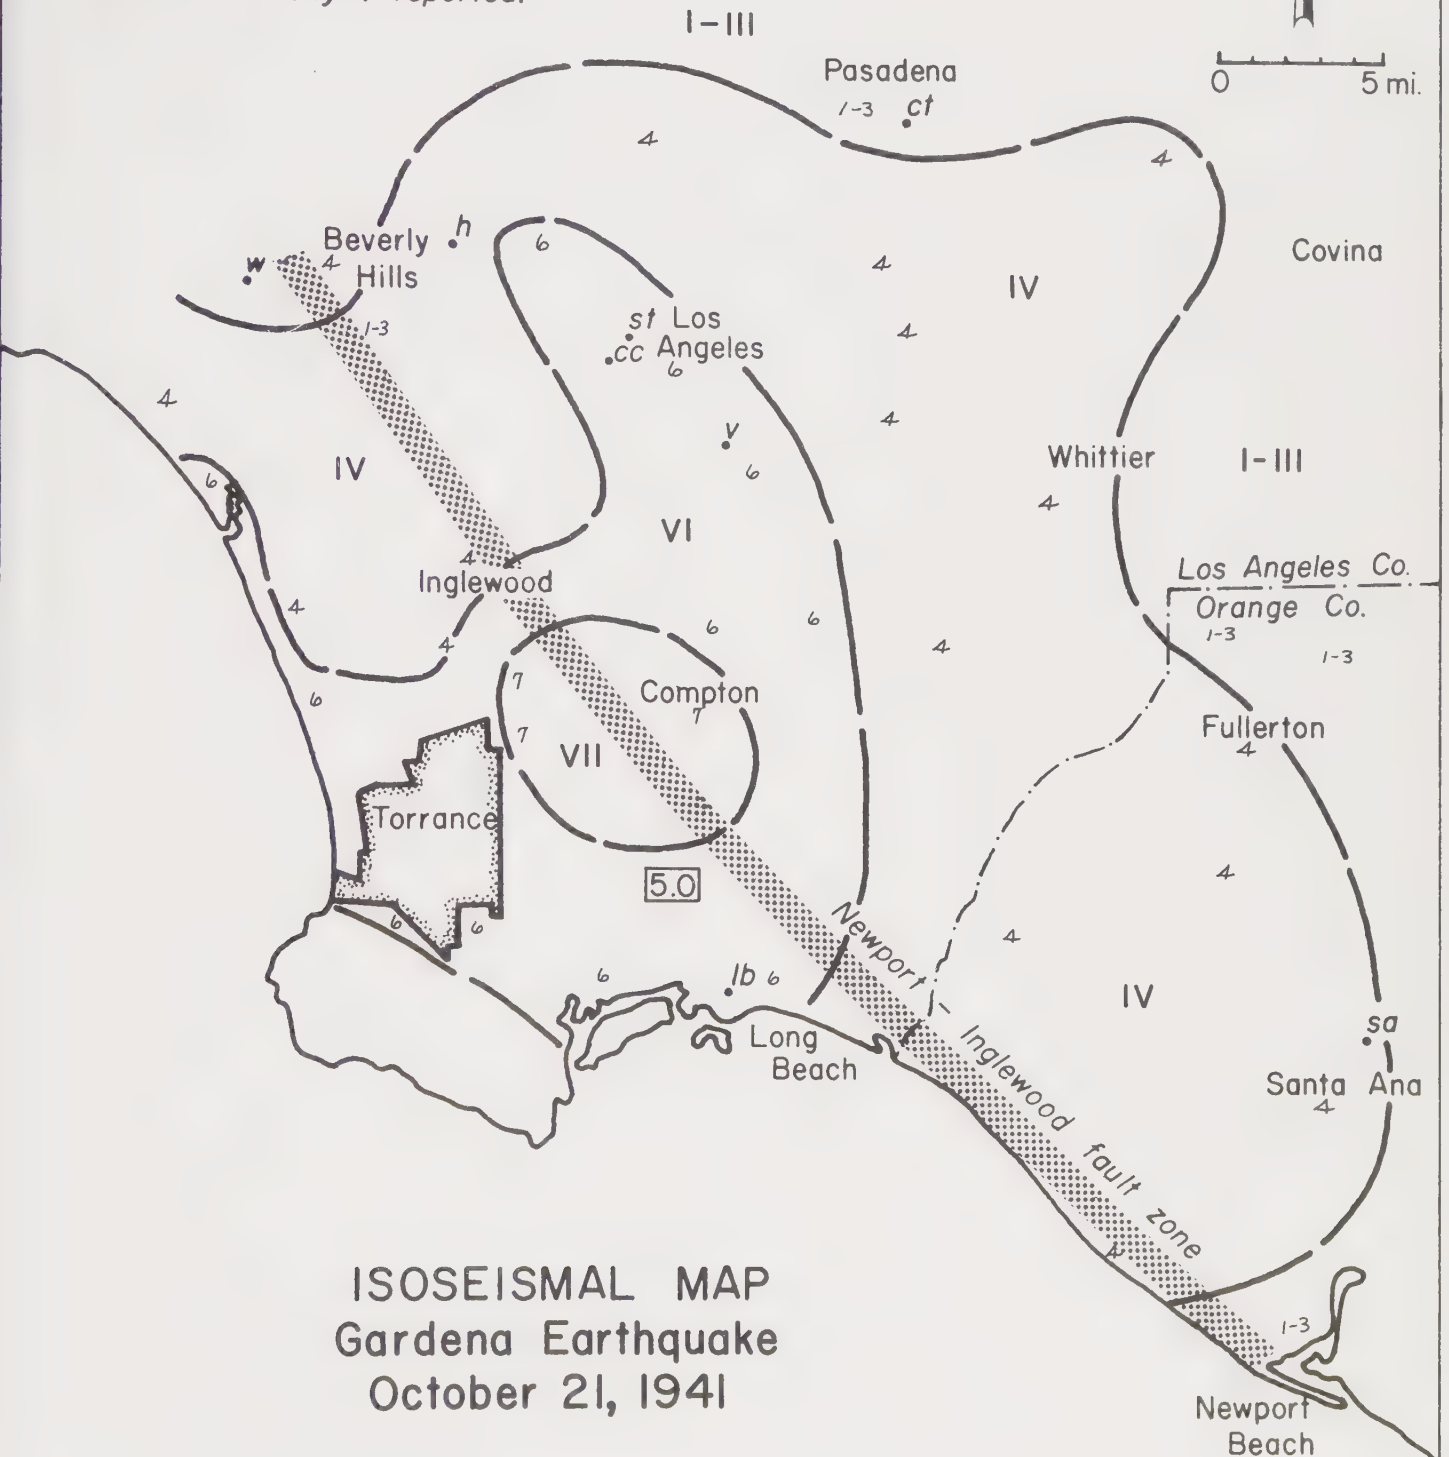 reported.
I-III
Pasadena
1-3 ct
0 5 mi.
4
4
Beverly
Hills
h
w
4
6
4
Covina
IV
1-3
st Los
cc Angeles
6
4
4
4
v
6
IV
6
Whittier
I-III
4
VI
4
Inglewood
Los Angeles Co.
Orange Co.
1-3
1-3
4
4
6
6
4
6
7
Compton
7
7
VII
Fullerton
4
Torrance
5.0
4
6
6
4
Newport - Inglewood fault zone
6
lb 6
IV
Long
Beach
sa
Santa Ana
4
4
1-3
Newport
Beach
ISOSEISMAL MAP
Gardena Earthquake
October 21, 1941